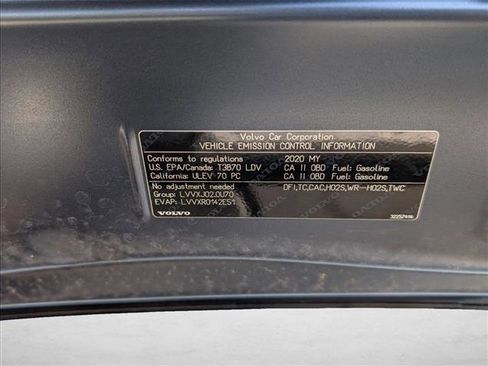 Volvo Car Corporation
VEHICLE EMISSION CONTROL INFORMATION
Conforms to regulations 2020 MY
U.S. EPA/Canada: T3B70 LDV CA II OBD Fuel: Gasoline
California: ULEV 70 PC CA II OBD Fuel: Gasoline
No adjustment needed DFI,TC,CAC,HO2S,WR-HO2S,TWC
Group: LVVXJ02.0U70
EVAP: LVVXR0142E51
VOLVO